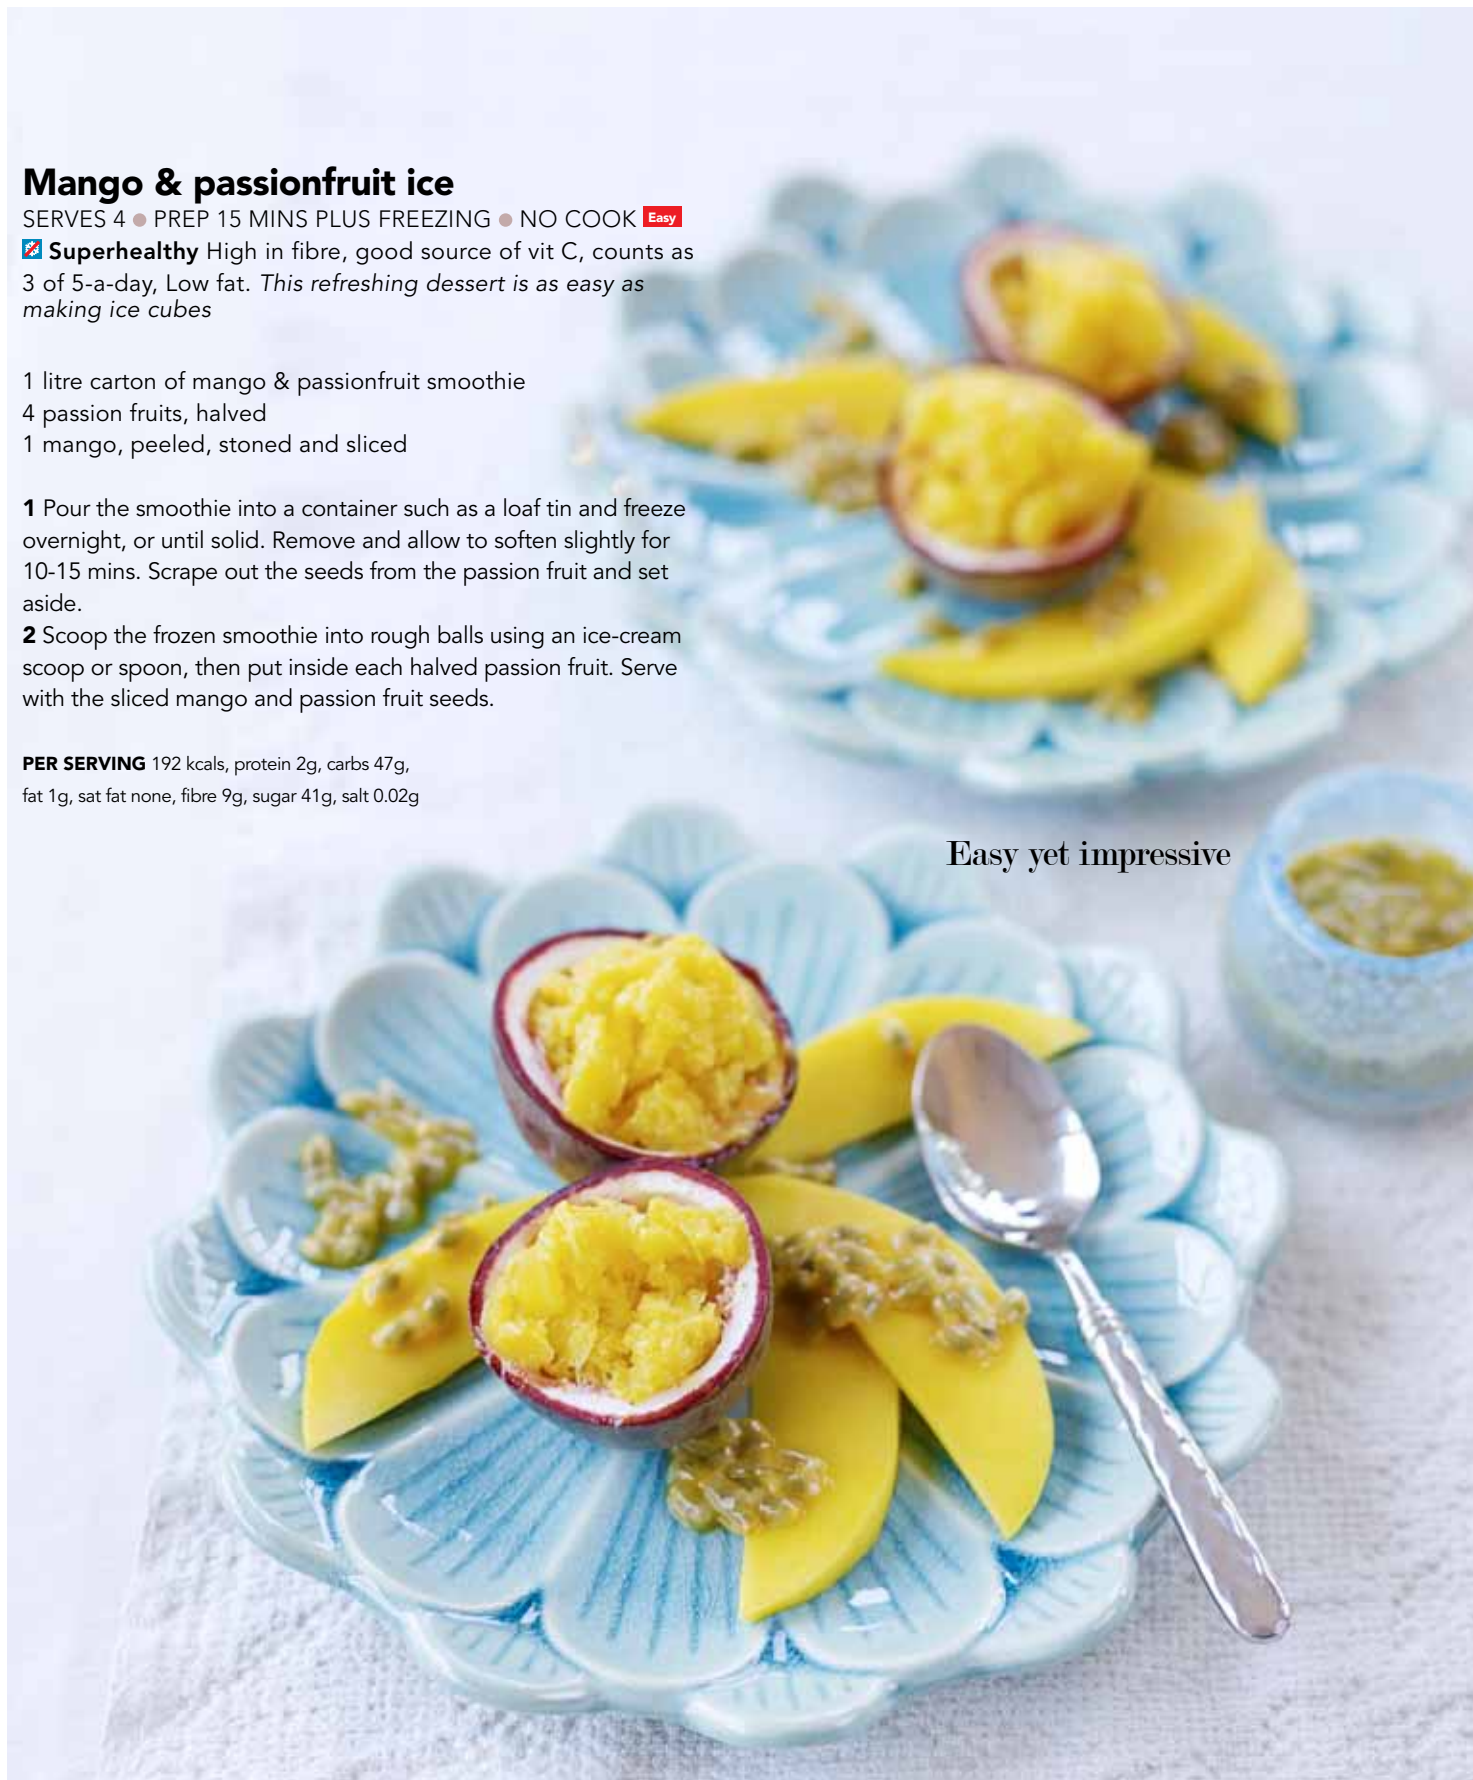 Mango & passionfruit ice
SERVES 4 ● PREP 15 MINS PLUS FREEZING ● NO COOK Easy
Superhealthy High in fibre, good source of vit C, counts as
3 of 5-a-day, Low fat. This refreshing dessert is as easy as
making ice cubes
1 litre carton of mango & passionfruit smoothie
4 passion fruits, halved
1 mango, peeled, stoned and sliced
1 Pour the smoothie into a container such as a loaf tin and freeze
overnight, or until solid. Remove and allow to soften slightly for
10-15 mins. Scrape out the seeds from the passion fruit and set
aside.
2 Scoop the frozen smoothie into rough balls using an ice-cream
scoop or spoon, then put inside each halved passion fruit. Serve
with the sliced mango and passion fruit seeds.
PER SERVING 192 kcals, protein 2g, carbs 47g,
fat 1g, sat fat none, fibre 9g, sugar 41g, salt 0.02g
Easy yet impressive